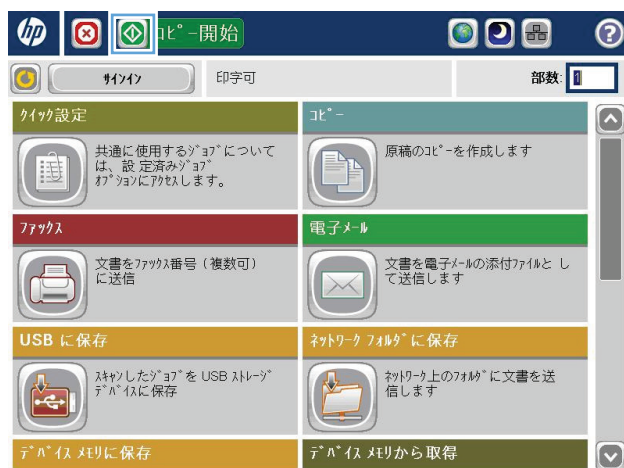 hp
ｺﾋﾟｰ開始
?
ｻｲﾝｲﾝ
印字可
部数:
1
ｸｲｯｸ設定
共通に使用するｼﾞｮﾌﾞについて
は、設 定済みｼﾞｮﾌﾞ
ｵﾌﾟｼｮﾝにｱｸｾｽしま す。
ｺﾋﾟｰ
原稿のｺﾋﾟｰを作成します
ﾌｧｯｸｽ
文書をﾌｧｯｸｽ番号 (複数可)
に送信
電子ﾒｰﾙ
文書を電子ﾒｰﾙの添付ﾌｧｲﾙと し
て送信しま す
USB に保存
ｽｷｬﾝしたｼﾞｮﾌﾞを USB ｽﾄﾚｰｼﾞ
ﾃﾞﾊﾞｲｽに保存
ﾈｯﾄﾜｰｸ ﾌｫﾙﾀﾞに保存
ﾈｯﾄﾜｰｸ上のﾌｫﾙﾀﾞに文書を送
信しま す
ﾃﾞﾊﾞｲｽ ﾒﾓﾘに保存
ﾃﾞﾊﾞｲｽ ﾒﾓﾘから取得